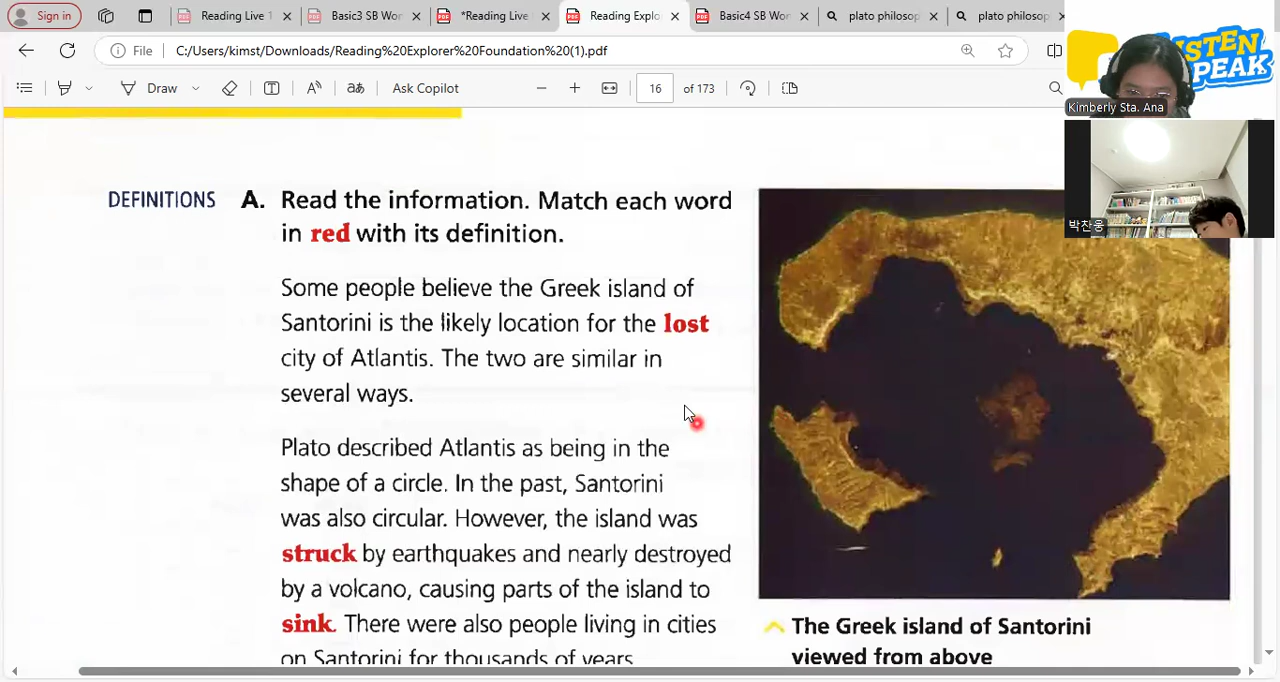 Sign in
Reading Live 1
Basic3 SB Wor
*Reading Live
Reading Explo
Basic4 SB Wor
plato philosop
plato philosop
File
C:/Users/kimst/Downloads/Reading%20Explorer%20Foundation%20(1).pdf
Draw
Ask Copilot
16
of 173
LISTEN
SPEAK
Kimberly Sta. Ana
박찬웅
DEFINITIONS
A. Read the information. Match each word
in red with its definition.
Some people believe the Greek island of
Santorini is the likely location for the lost
city of Atlantis. The two are similar in
several ways.
Plato described Atlantis as being in the
shape of a circle. In the past, Santorini
was also circular. However, the island was
struck by earthquakes and nearly destroyed
by a volcano, causing parts of the island to
sink. There were also people living in cities
on Santorini for thousands of years
The Greek island of Santorini
viewed from above